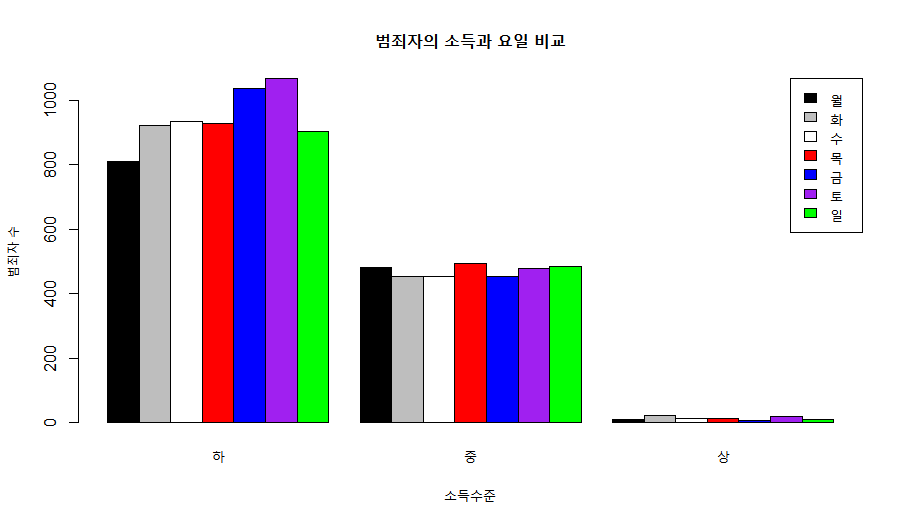 범죄자의 소득과 요일 비교
범죄자 수
1000
800
600
400
200
0
월
화
수
목
금
토
일
하 중 상
소득수준